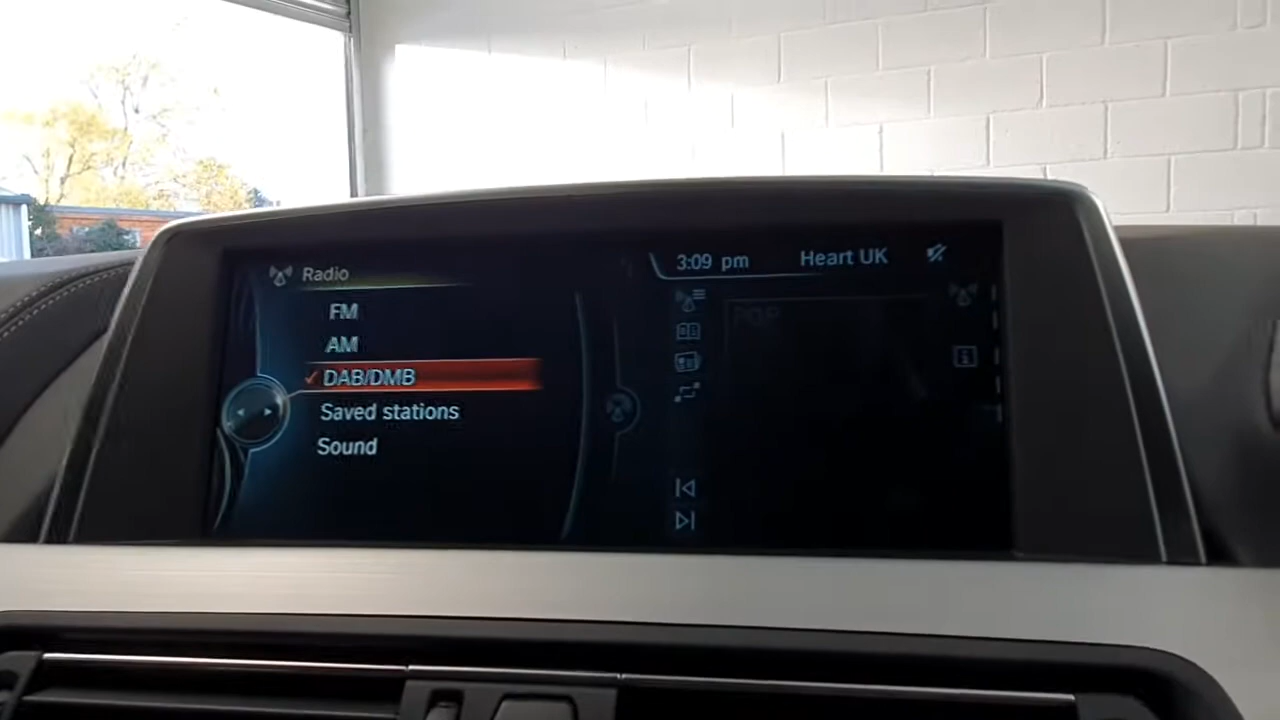 Radio
3:09 pm Heart UK
FM
AM
DAB/DMB
Saved stations
Sound